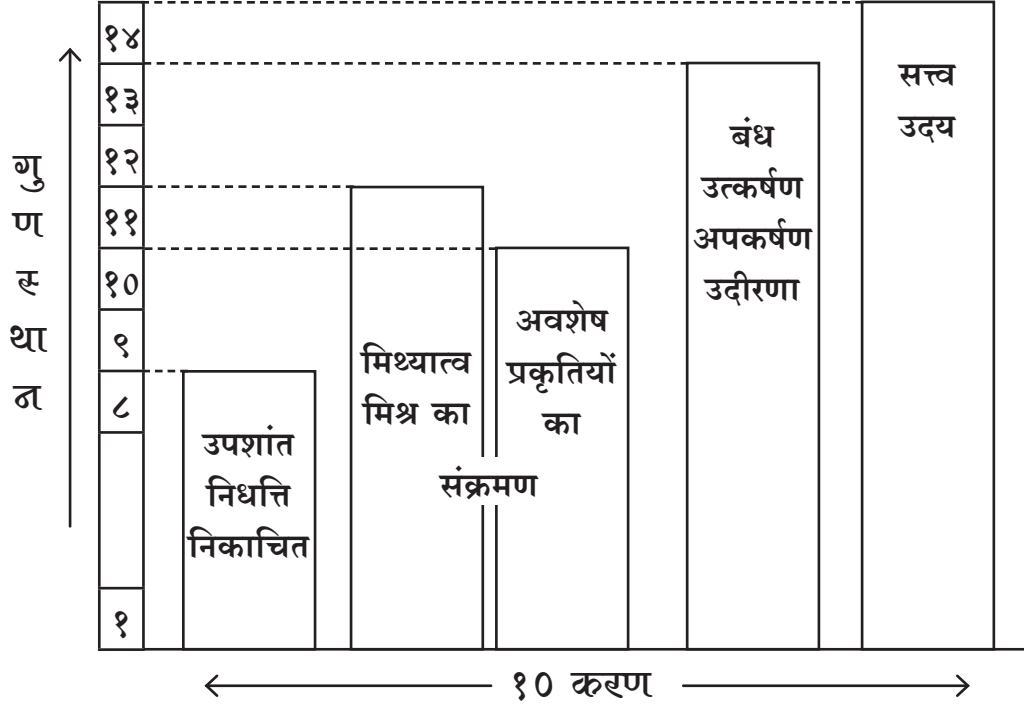 गुणस्थान
१४
१३
१२
११
१०
९
८
१
उपशांत
निधत्ति
निकाचित
मिथ्यात्व
मिश्र का
अवशेष
प्रकृतियों
का
संक्रमण
बंध
उत्कर्षण
अपकर्षण
उदीरणा
सत्त्व
उदय
१० करण